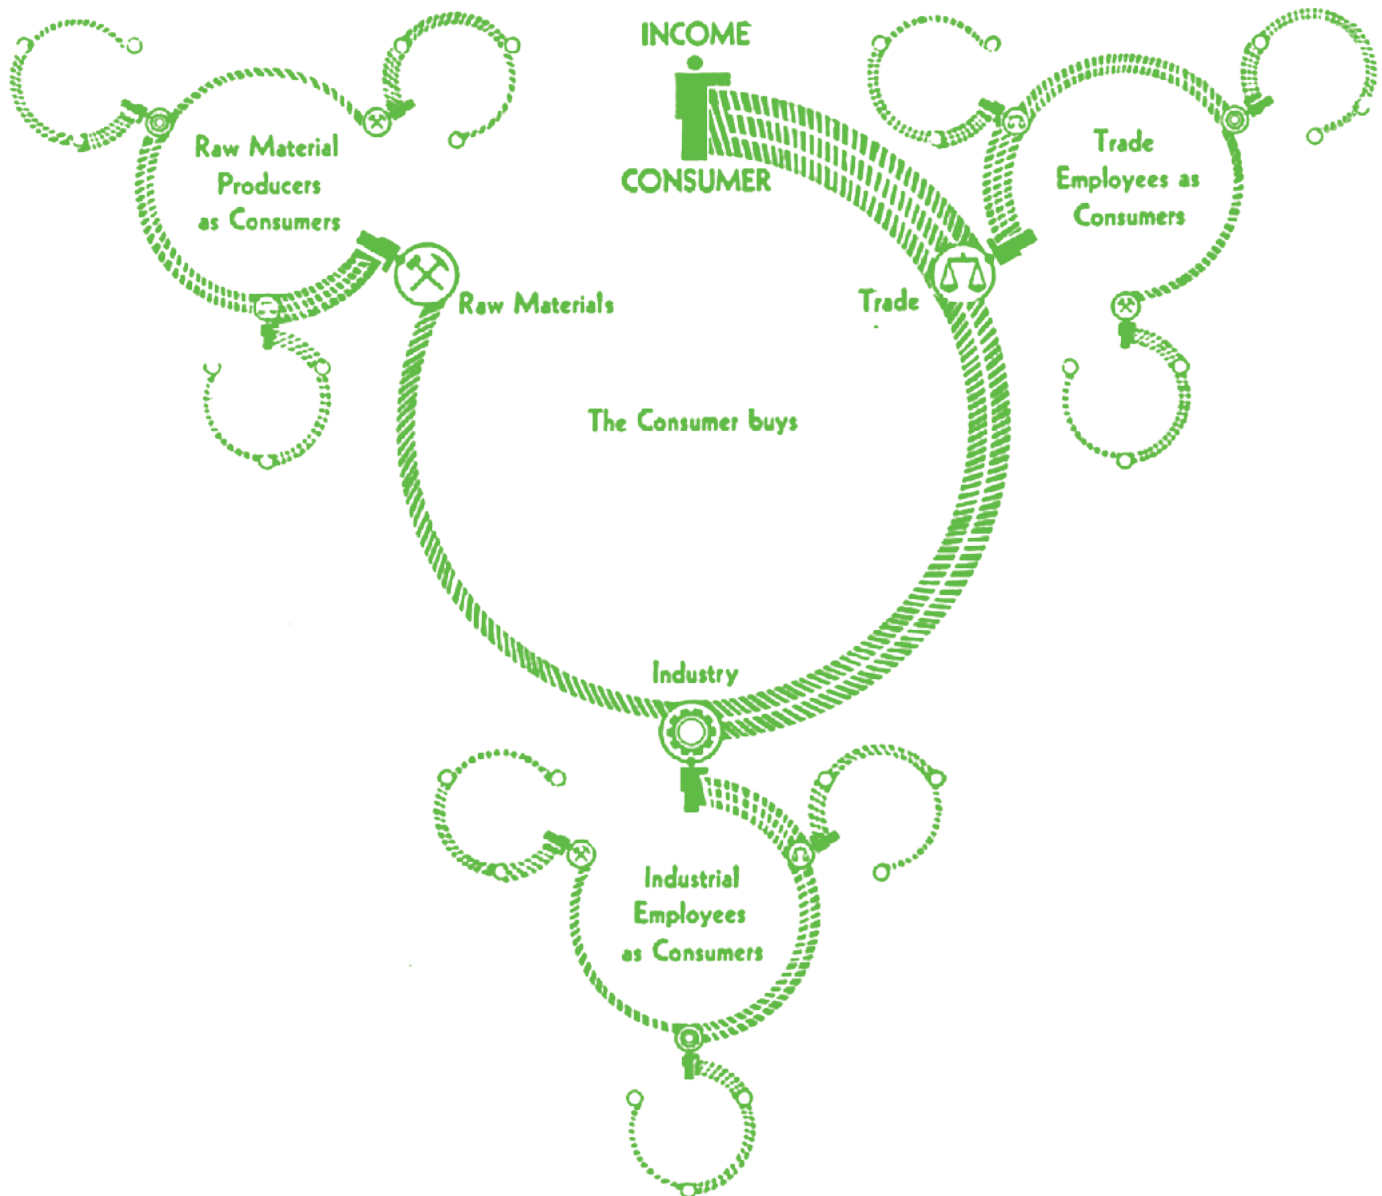 INCOME
CONSUMER
Raw Material
Producers
as Consumers
Trade
Employees as
Consumers
Raw Materials
Trade
The Consumer buys
Industry
Industrial
Employees
as Consumers